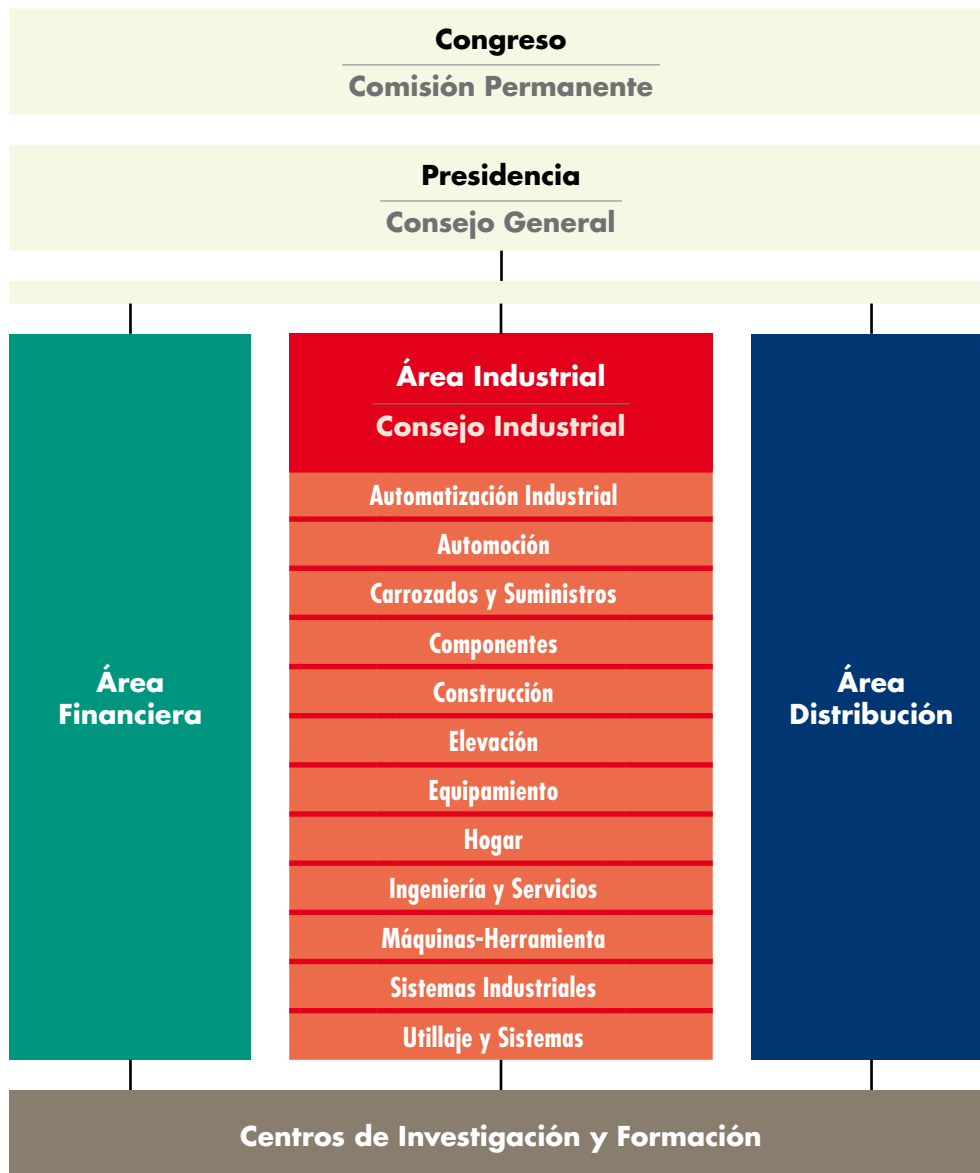 Congreso
Comisión Permanente
Presidencia
Consejo General
Área
Financiera
Área Industrial
Consejo Industrial
Automatización Industrial
Automoción
Carrozados y Suministros
Componentes
Construcción
Elevación
Equipamiento
Hogar
Ingeniería y Servicios
Máquinas-Herramienta
Sistemas Industriales
Utillaje y Sistemas
Área
Distribución
Centros de Investigación y Formación